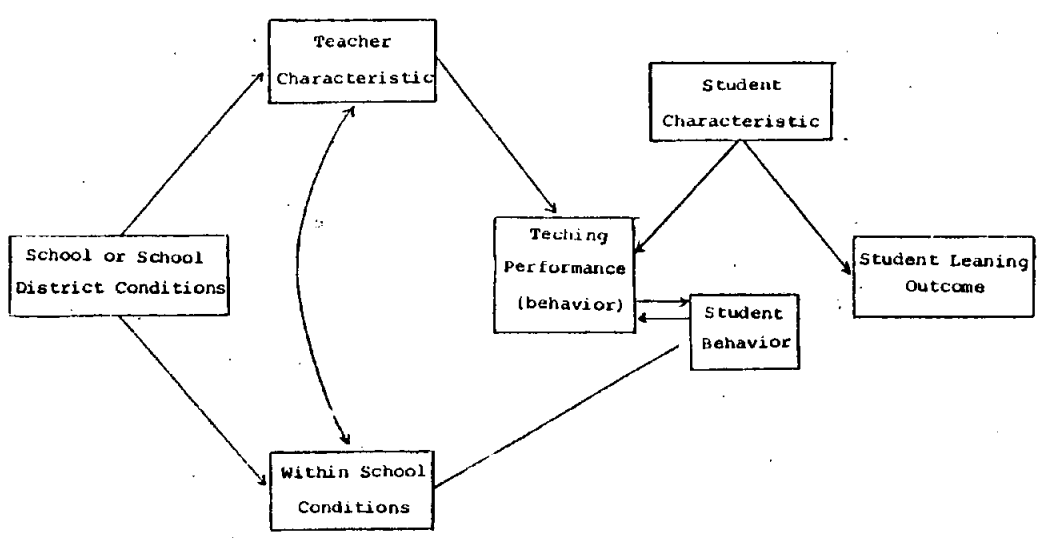 Teacher
Characteristic
Student
Characteristic
School or School
District Conditions
Teching
Performance
(behavior)
Student Leaning
Outcome
Student
Behavior
Within School
Conditions